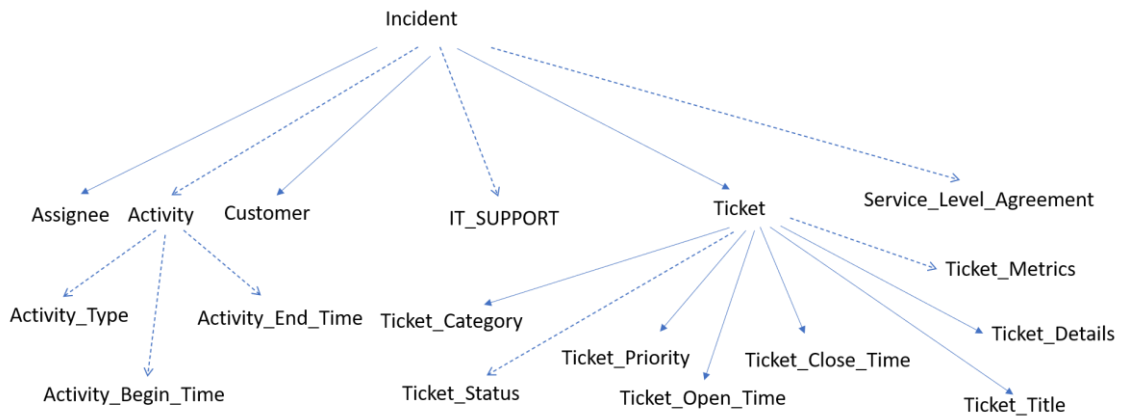 Incident
Assignee
Activity
Customer
IT_SUPPORT
Ticket
Service_Level_Agreement
Activity_Type
Activity_End_Time
Activity_Begin_Time
Ticket_Category
Ticket_Status
Ticket_Priority
Ticket_Open_Time
Ticket_Close_Time
Ticket_Metrics
Ticket_Details
Ticket_Title